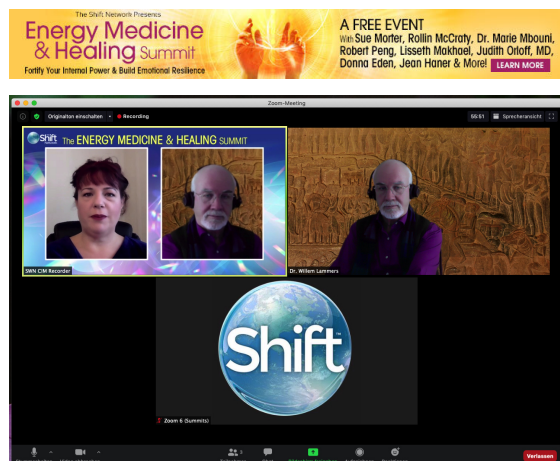 The Shift Network Presents
Energy Medicine
& Healing Summit
Fortify Your Internal Power & Build Emotional Resilience
A FREE EVENT
With Sue Morter, Rollin McCraty, Dr. Marie Mbouni,
Robert Peng, Lisseth Makhael, Judith Orloff, MD,
Donna Eden, Jean Haner & More! LEARN MORE
Zoom-Meeting
Originalton einschalten
Recording
55:51
Sprecheransicht
Shift
The ENERGY MEDICINE & HEALING SUMMIT
SWN CIM Recorder
Dr. Willem Lammers
Shift
Zoom 6 (Summits)
3
Verlassen